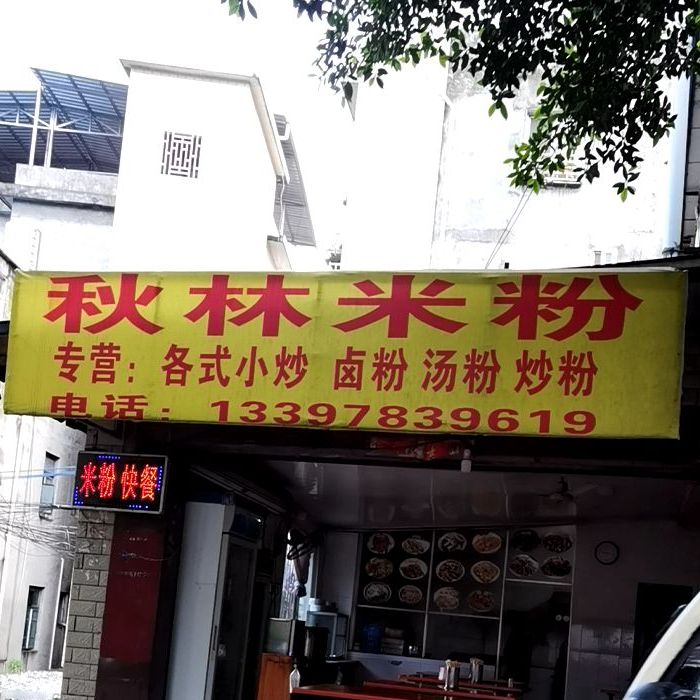 秋林米粉
专营：各式小炒 卤粉 汤粉 炒粉
电话：13397839619
米粉 快餐